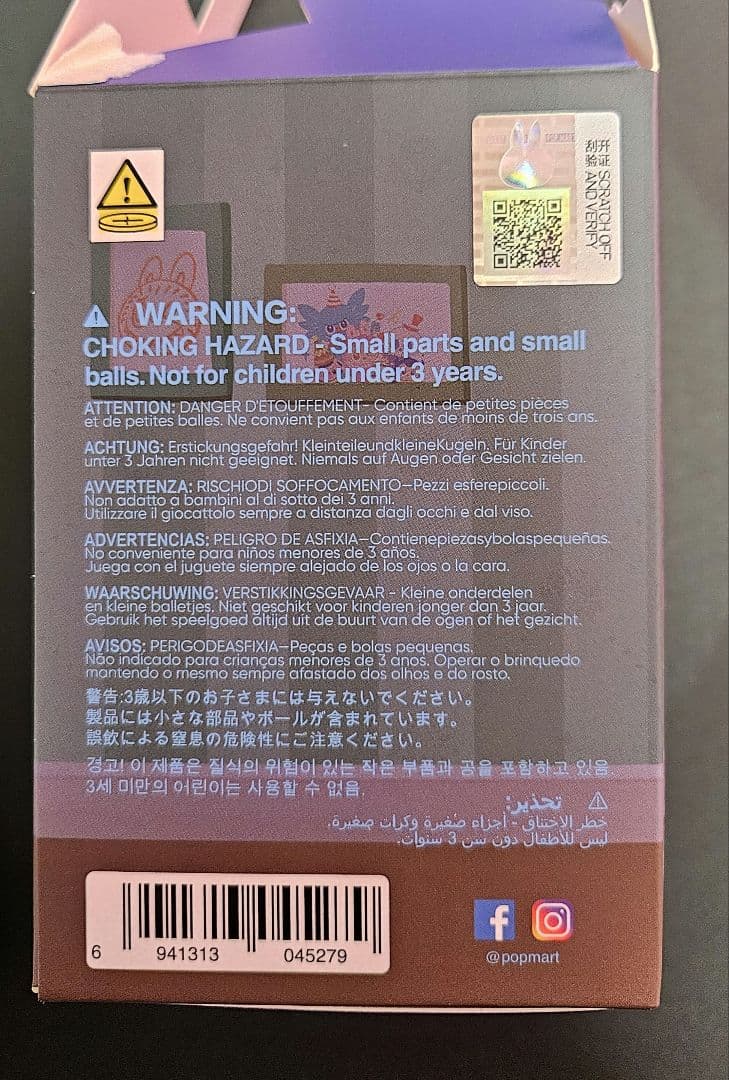 POP MART
刮开
验证
SCRATCH OFF
AND VERIFY
WARNING:
CHOKING HAZARD - Small parts and small
balls. Not for children under 3 years.
ATTENTION: DANGER D'ETOUFFEMENT– Contient de petites pièces
et de petites balles. Ne convient pas aux enfants de moins de trois ans.
ACHTUNG: Erstickungsgefahr! KleinteileundkleineKugeln. Für Kinder
unter 3 Jahren nicht geeignet. Niemals auf Augen oder Gesicht zielen.
AVVERTENZA: RISCHIODI SOFFOCAMENTO—Pezzi esferepiccoli.
Non adatto a bambini al di sotto dei 3 anni.
Utilizzare il giocattolo sempre a distanza dagli occhi e dal viso.
ADVERTENCIAS: PELIGRO DE ASFIXIA—Contienepiezasybolaspequeñas.
No conveniente para niños menores de 3 años.
Juega con el juguete siempre alejado de los ojos o la cara.
WAARSCHUWING: VERSTIKKINGSGEVAAR - Kleine onderdelen
en kleine balletjes. Niet geschikt voor kinderen jonger dan 3 jaar.
Gebruik het speelgoed altijd uit de buurt van de ogen of het gezicht.
AVISOS: PERIGODEASFIXIA—Peças e bolas pequenas.
Não indicado para crianças menores de 3 anos. Operar o brinquedo
mantendo o mesmo sempre afastado dos olhos e do rosto.
警告:3歳以下のお子さまには与えないでください。
製品には小さな部品やボールが含まれています。
誤飲による窒息の危険性にご注意ください。
경고! 이 제품은 질식의 위험이 있는 작은 부품과 공을 포함하고 있음.
3세 미만의 어린이는 사용할 수 없음.
تحذير:
خطر الاختناق - أجزاء صغيرة وكرات صغيرة.
ليس للأطفال دون سن 3 سنوات.
6 941313 045279
@popmart